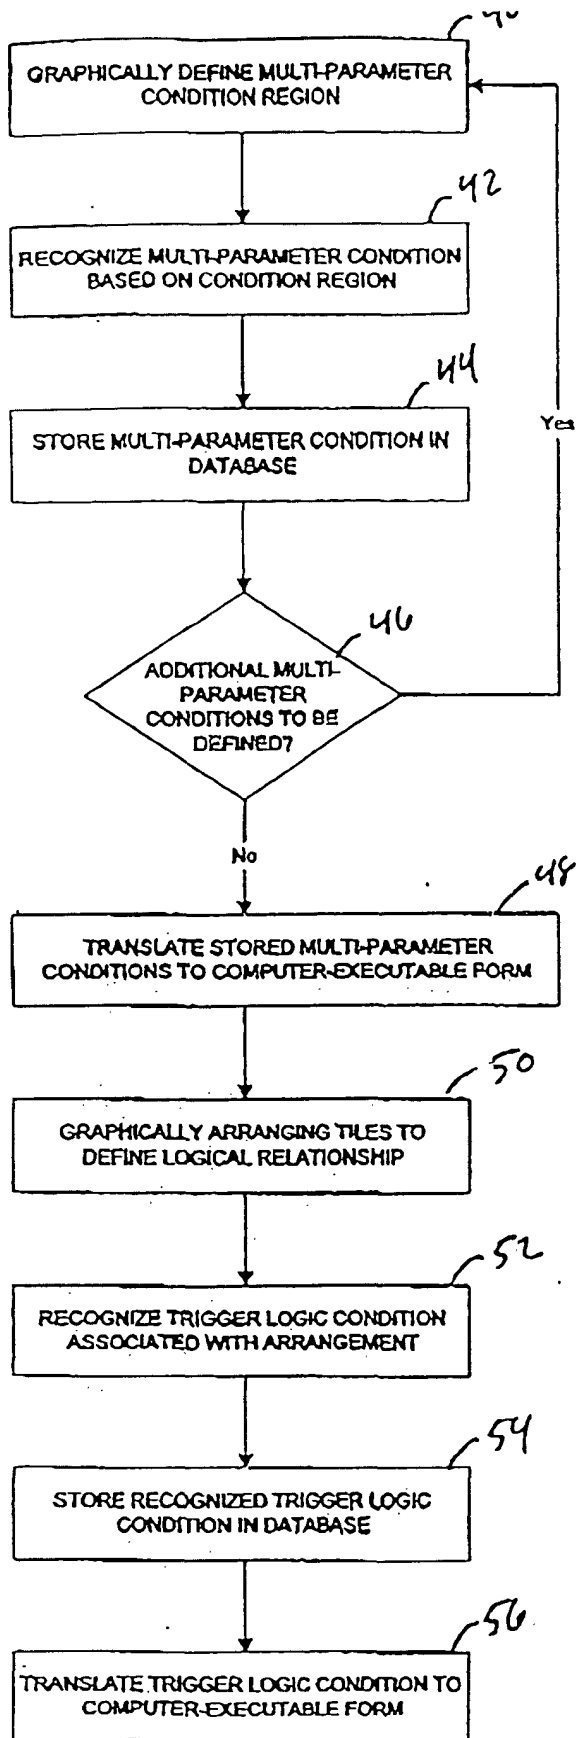 GRAPHICALLY DEFINE MULTI-PARAMETER
CONDITION REGION
42
RECOGNIZE MULTI-PARAMETER CONDITION
BASED ON CONDITION REGION
44
STORE MULTI-PARAMETER CONDITION IN
DATABASE
Yes
46
ADDITIONAL MULTI-
PARAMETER
CONDITIONS TO BE
DEFINED?
No
48
TRANSLATE STORED MULTI-PARAMETER
CONDITIONS TO COMPUTER-EXECUTABLE FORM
50
GRAPHICALLY ARRANGING TILES TO
DEFINE LOGICAL RELATIONSHIP
52
RECOGNIZE TRIGGER LOGIC CONDITION
ASSOCIATED WITH ARRANGEMENT
54
STORE RECOGNIZED TRIGGER LOGIC
CONDITION IN DATABASE
56
TRANSLATE TRIGGER LOGIC CONDITION TO
COMPUTER-EXECUTABLE FORM